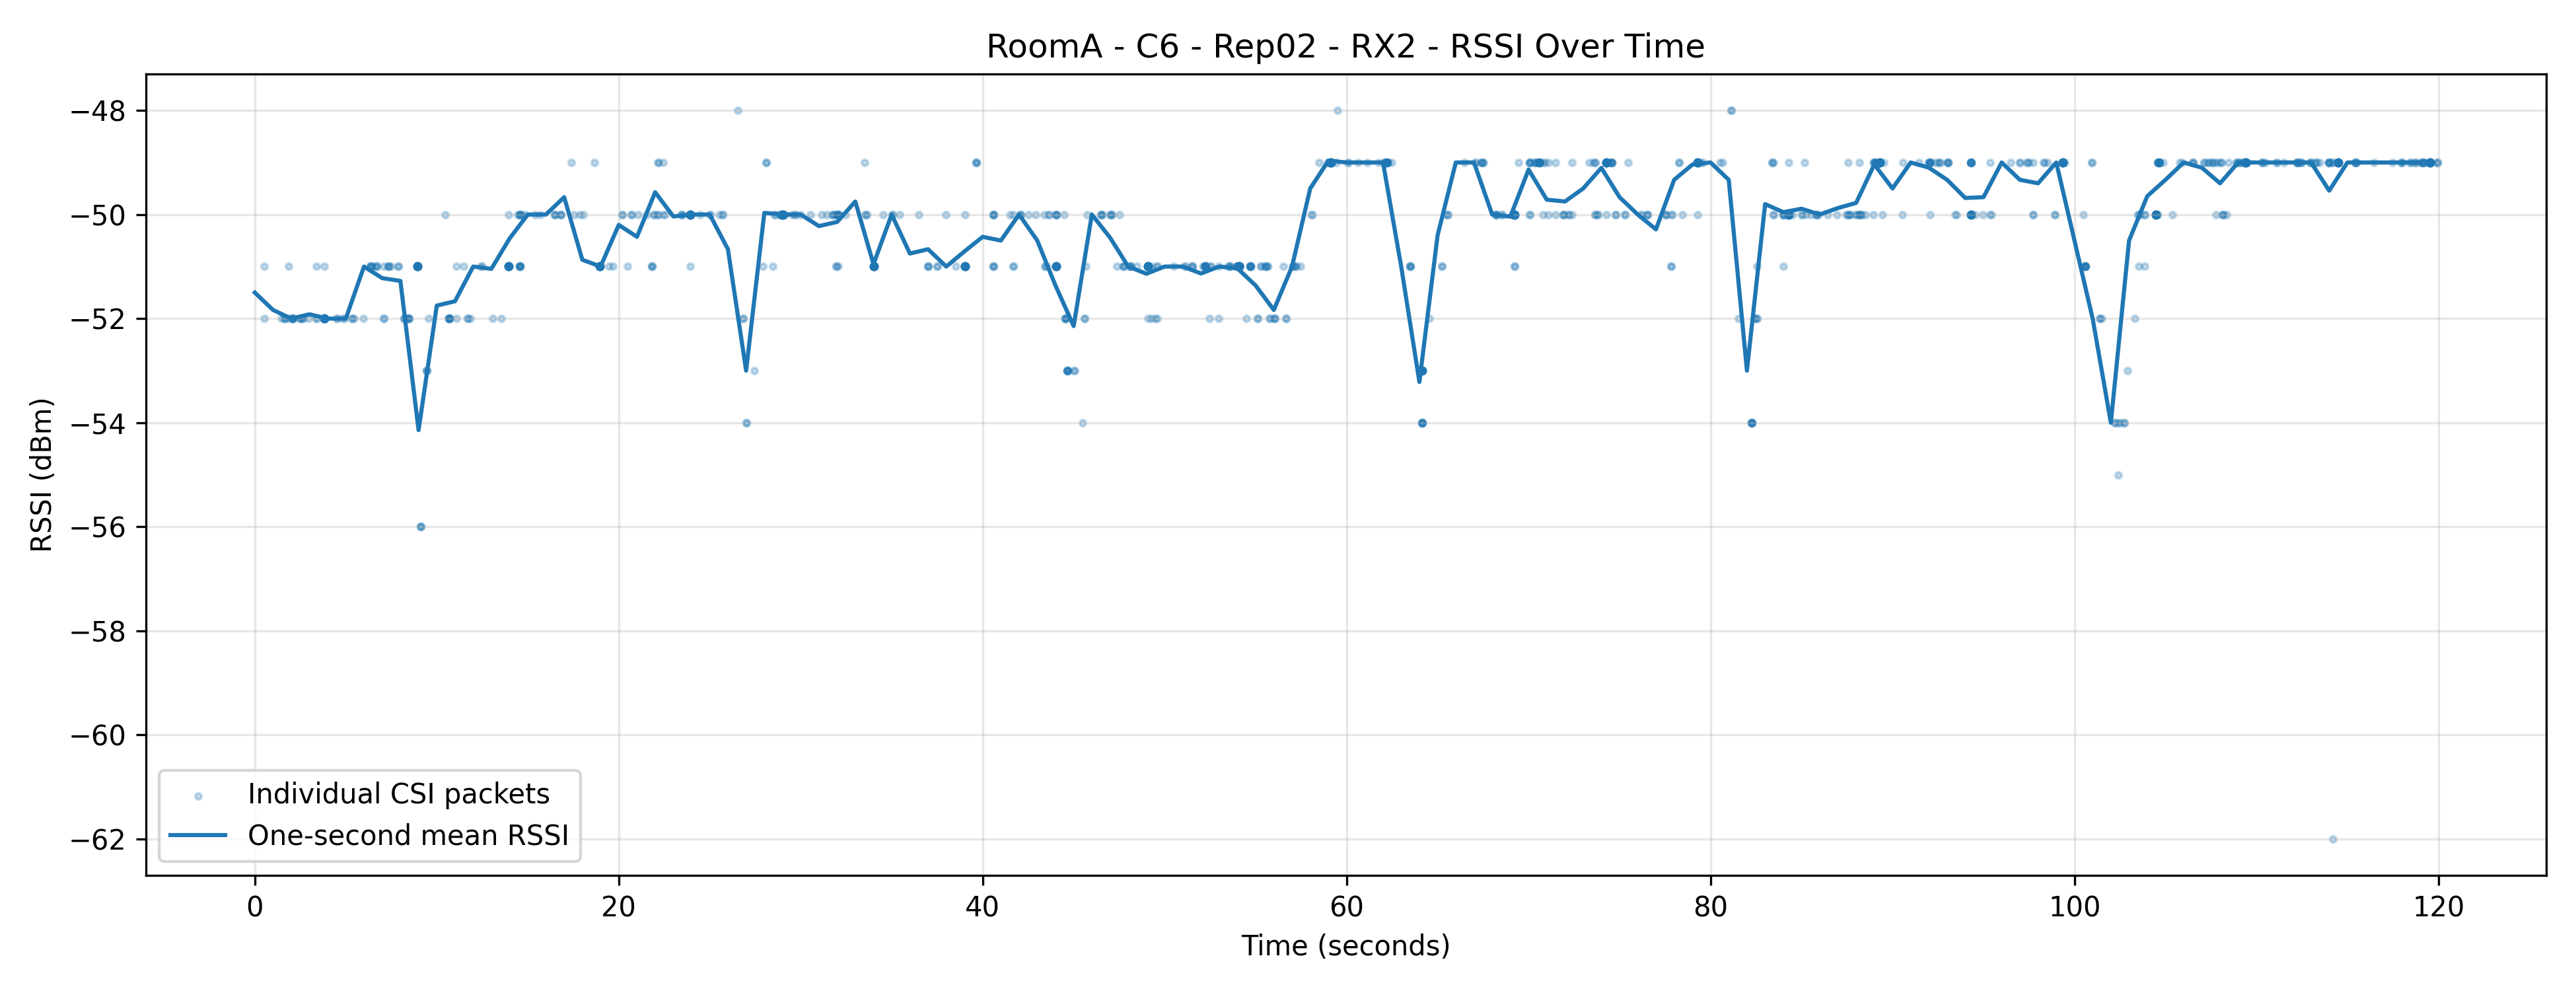 RoomA - C6 - Rep02 - RX2 - RSSI Over Time
RSSI (dBm)
−48
−50
−52
−54
−56
−58
−60
−62
Individual CSI packets
One-second mean RSSI
0 20 40 60 80 100 120
Time (seconds)